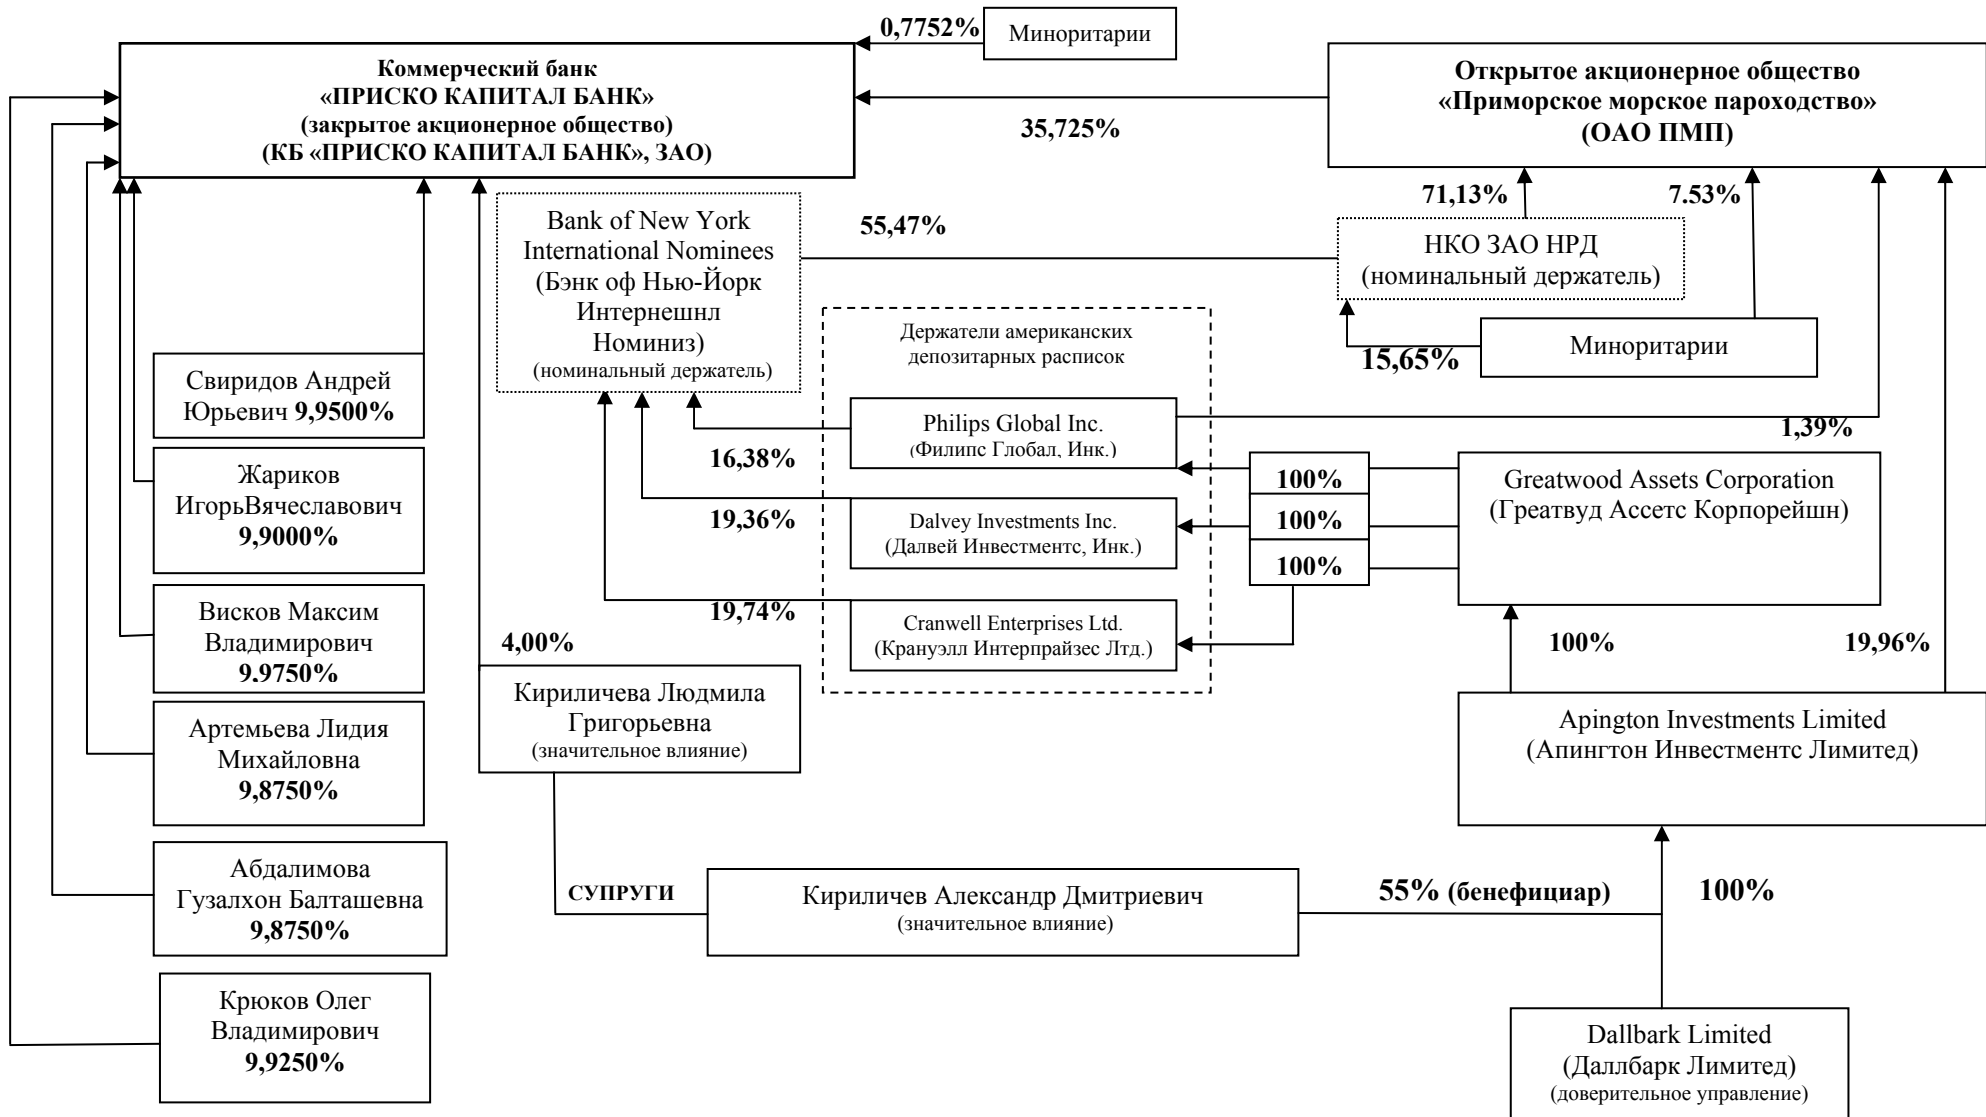 0,7752%
Миноритарии
Коммерческий банк
«ПРИСКО КАПИТАЛ БАНК»
(закрытое акционерное общество)
(КБ «ПРИСКО КАПИТАЛ БАНК», ЗАО)
35,725%
Открытое акционерное общество
«Приморское морское пароходство»
(ОАО ПМП)
71,13%
7.53%
Bank of New York
International Nominees
(Бэнк оф Нью-Йорк
Интернешнл
Номиниз)
(номинальный держатель)
55,47%
НКО ЗАО НРД
(номинальный держатель)
Миноритарии
15,65%
Держатели американских
депозитарных расписок
Свиридов Андрей
Юрьевич 9,9500%
Philips Global Inc.
(Филипс Глобал, Инк.)
16,38%
1,39%
Жариков
ИгорьВячеславович
9,9000%
100%
100%
100%
Greatwood Assets Corporation
(Греатвуд Ассетс Корпорейшн)
19,36%
Dalvey Investments Inc.
(Далвей Инвестментс, Инк.)
Висков Максим
Владимирович
9,9750%
19,74%
Cranwell Enterprises Ltd.
(Крануэлл Интерпрайзес Лтд.)
4,00%
100%
19,96%
Кириличева Людмила
Григорьевна
(значительное влияние)
Артемьева Лидия
Михайловна
9,8750%
Apington Investments Limited
(Апингтон Инвестментс Лимитед)
Абдалимова
Гузалхон Балташевна
9,8750%
СУПРУГИ
Кириличев Александр Дмитриевич
(значительное влияние)
55% (бенефициар)
100%
Крюков Олег
Владимирович
9,9250%
Dallbark Limited
(Даллбарк Лимитед)
(доверительное управление)